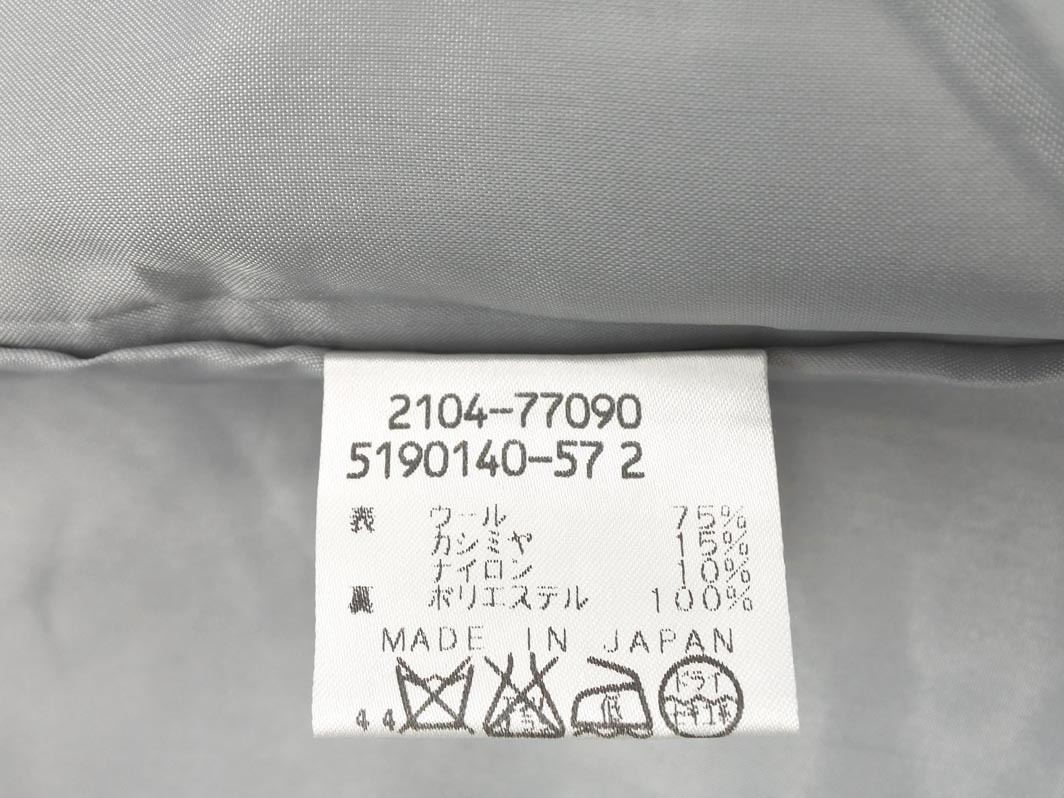 2104-77090
5190140-57 2
表 ウール 75%
カシミヤ 15%
ナイロン 10%
裏 ポリエステル 100%
MADE IN JAPAN
44 低 ドライ